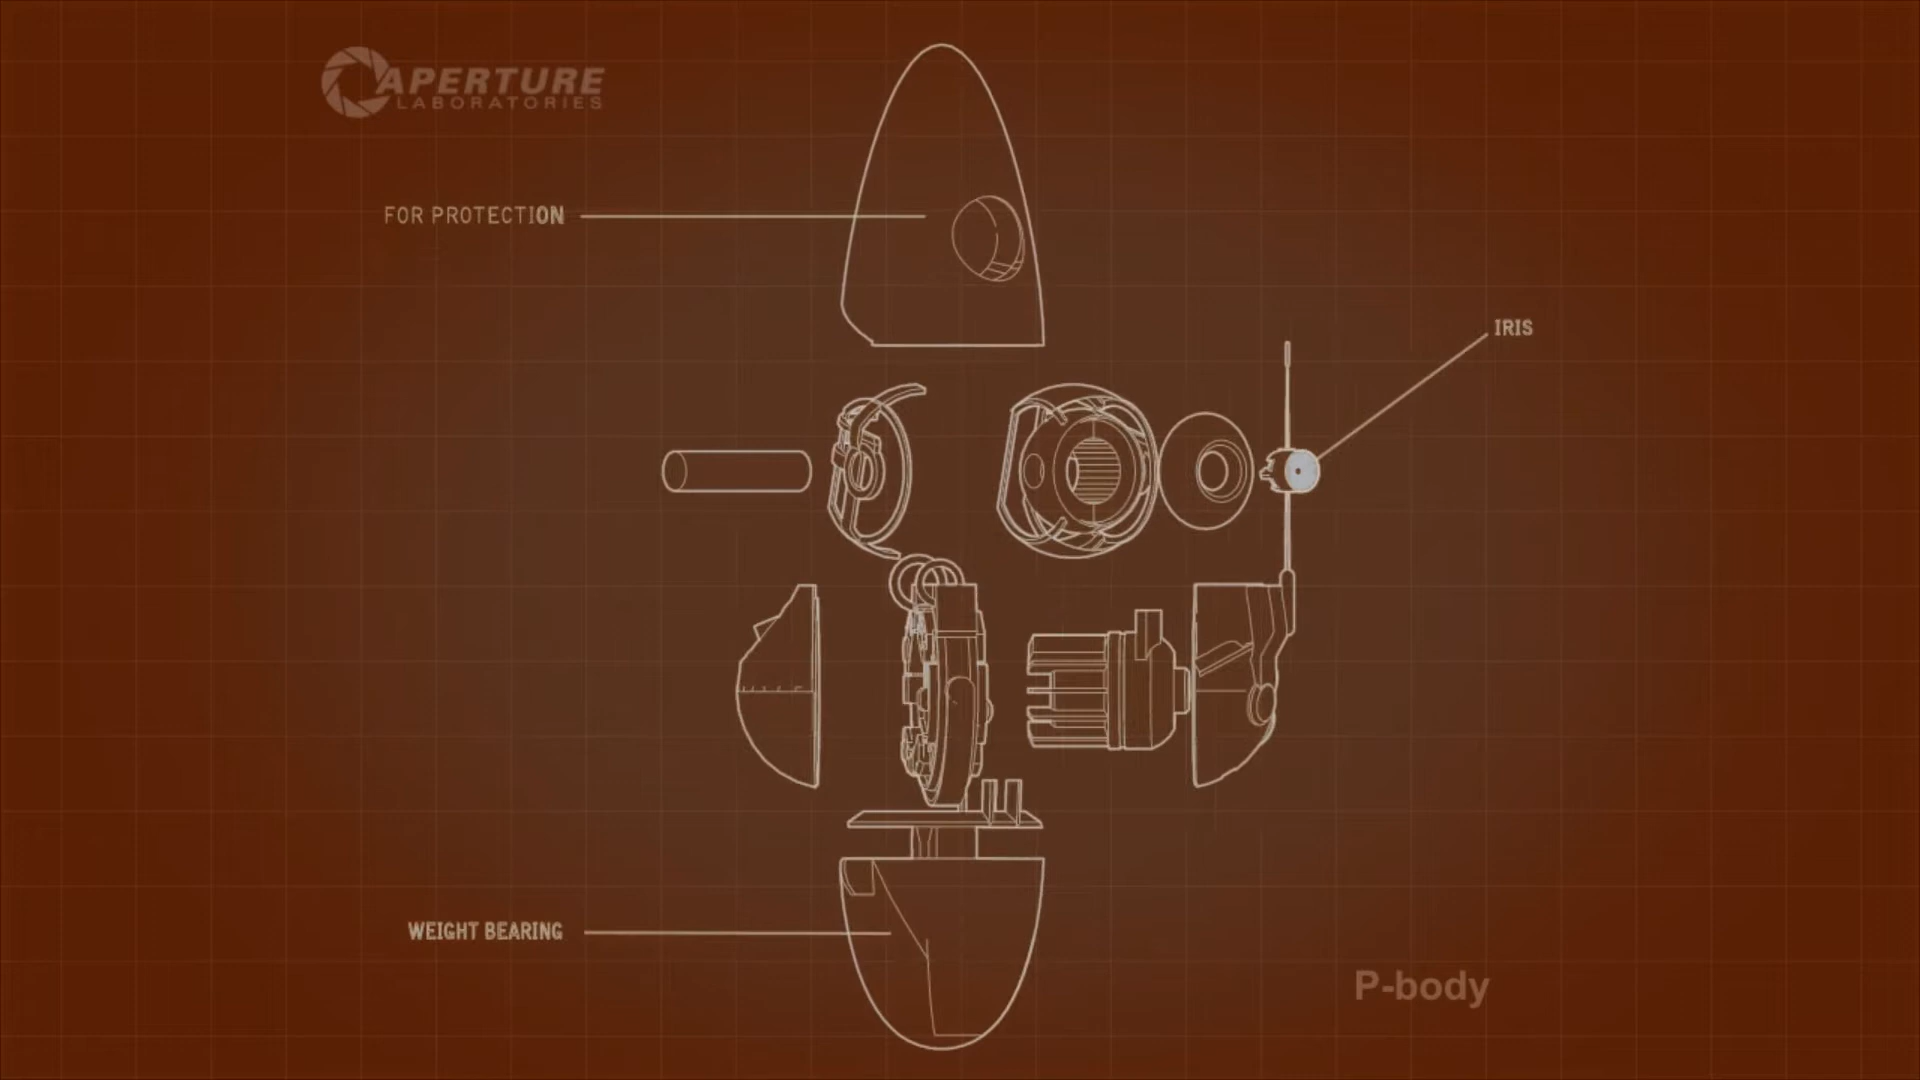 APERTURE
LABORATORIES
FOR PROTECTION
IRIS
WEIGHT BEARING
P-body